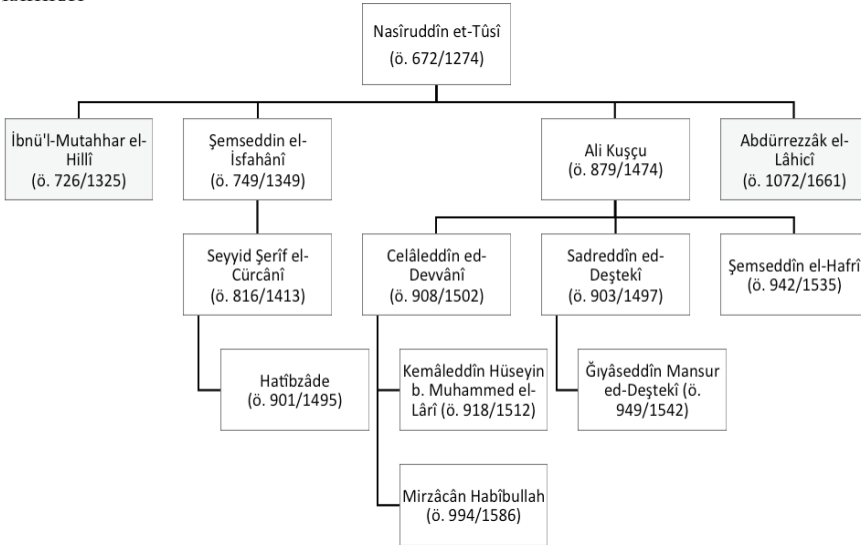 Nasîruddîn et-Tûsî
(ö. 672/1274)
İbnü'l-Mutahhar el-
Hillî
(ö. 726/1325)
Şemseddin el-
İsfahânî
(ö. 749/1349)
Ali Kuşçu
(ö. 879/1474)
Abdürrezzâk el-
Lâhicî
(ö. 1072/1661)
Seyyid Şerîf el-
Cürcânî
(ö. 816/1413)
Celâleddîn ed-
Devvânî
(ö. 908/1502)
Sadreddîn ed-
Deştekî
(ö. 903/1497)
Şemseddîn el-Hafrî
(ö. 942/1535)
Hatîbzâde
(ö. 901/1495)
Kemâleddîn Hüseyin
b. Muhammed el-
Lârî (ö. 918/1512)
Ğıyâseddîn Mansur
ed-Deştekî (ö.
949/1542)
Mirzâcân Habîbullah
(ö. 994/1586)